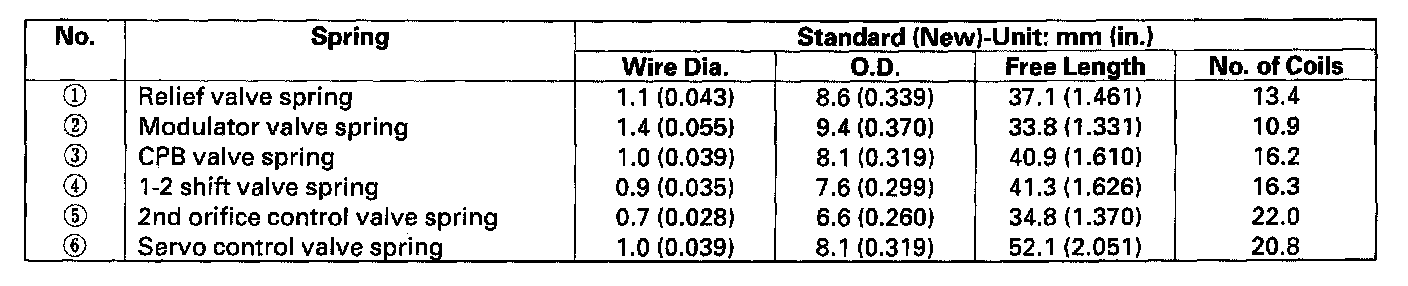 No. Spring Standard (New)-Unit: mm (in.)
Wire Dia. O.D. Free Length No. of Coils
① Relief valve spring 1.1 (0.043) 8.6 (0.339) 37.1 (1.461) 13.4
② Modulator valve spring 1.4 (0.055) 9.4 (0.370) 33.8 (1.331) 10.9
③ CPB valve spring 1.0 (0.039) 8.1 (0.319) 40.9 (1.610) 16.2
④ 1-2 shift valve spring 0.9 (0.035) 7.6 (0.299) 41.3 (1.626) 16.3
⑤ 2nd orifice control valve spring 0.7 (0.028) 6.6 (0.260) 34.8 (1.370) 22.0
⑥ Servo control valve spring 1.0 (0.039) 8.1 (0.319) 52.1 (2.051) 20.8